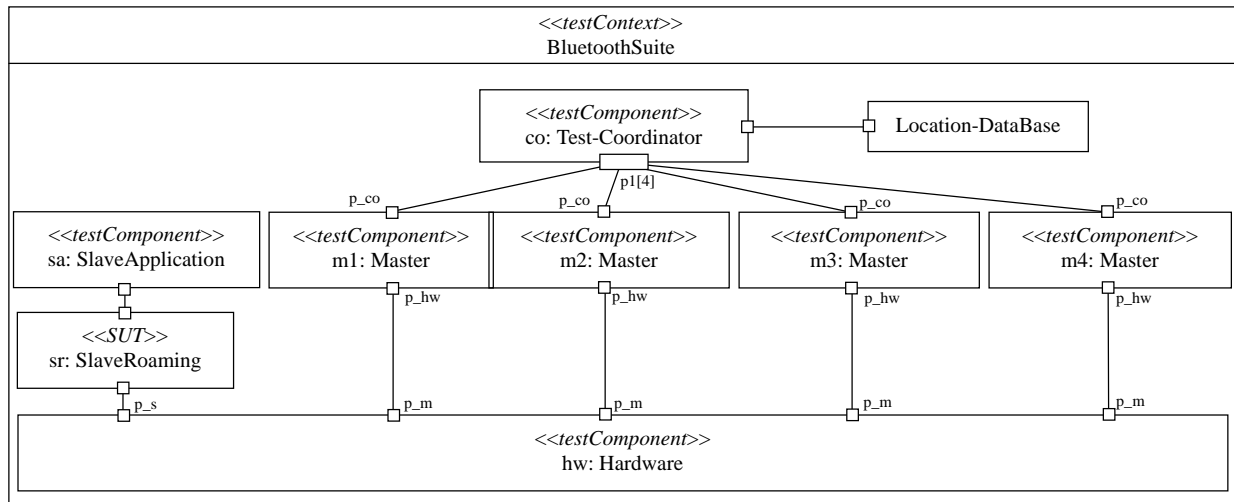 <<testContext>>
BluetoothSuite
<<testComponent>>
co: Test-Coordinator
Location-DataBase
p1[4]
p_co
p_co
p_co
p_co
<<testComponent>>
sa: SlaveApplication
<<testComponent>>
m1: Master
<<testComponent>>
m2: Master
<<testComponent>>
m3: Master
<<testComponent>>
m4: Master
p_hw
p_hw
p_hw
p_hw
<<SUT>>
sr: SlaveRoaming
p_s
p_m
p_m
p_m
p_m
<<testComponent>>
hw: Hardware